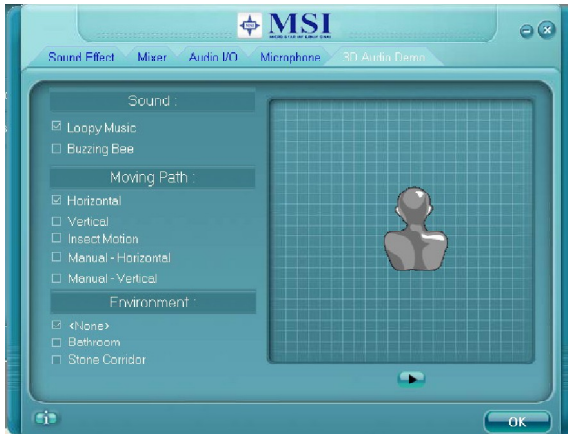 MSI
Sound Effect Mixer Audio I/O Microphone 3D Audio Demo
Sound :
Loopy Music
Buzzing Bee
Moving Path :
Horizontal
Vertical
Insect Motion
Manual - Horizontal
Manual - Vertical
Environment :
<None>
Bathroom
Stone Corridor
OK